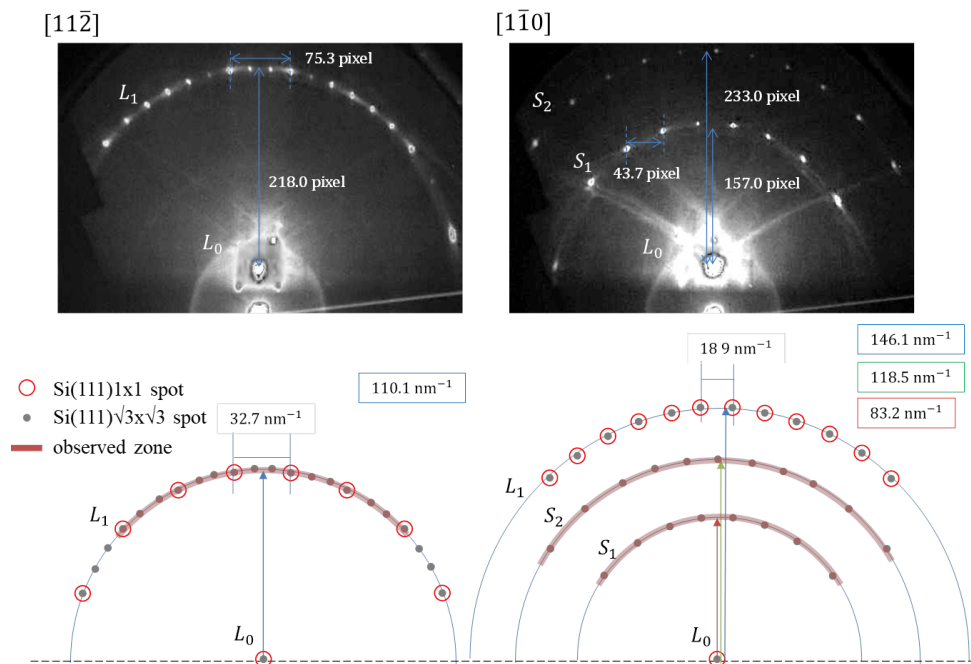 [112̅]
[11̅0]
75.3 pixel
L₁
218.0 pixel
L₀
S₂
233.0 pixel
S₁
43.7 pixel
157.0 pixel
L₀
Si(111)1x1 spot
Si(111)√3x√3 spot
observed zone
110.1 nm⁻¹
32.7 nm⁻¹
L₁
L₀
18 9 nm⁻¹
146.1 nm⁻¹
118.5 nm⁻¹
83.2 nm⁻¹
L₁
S₂
S₁
L₀